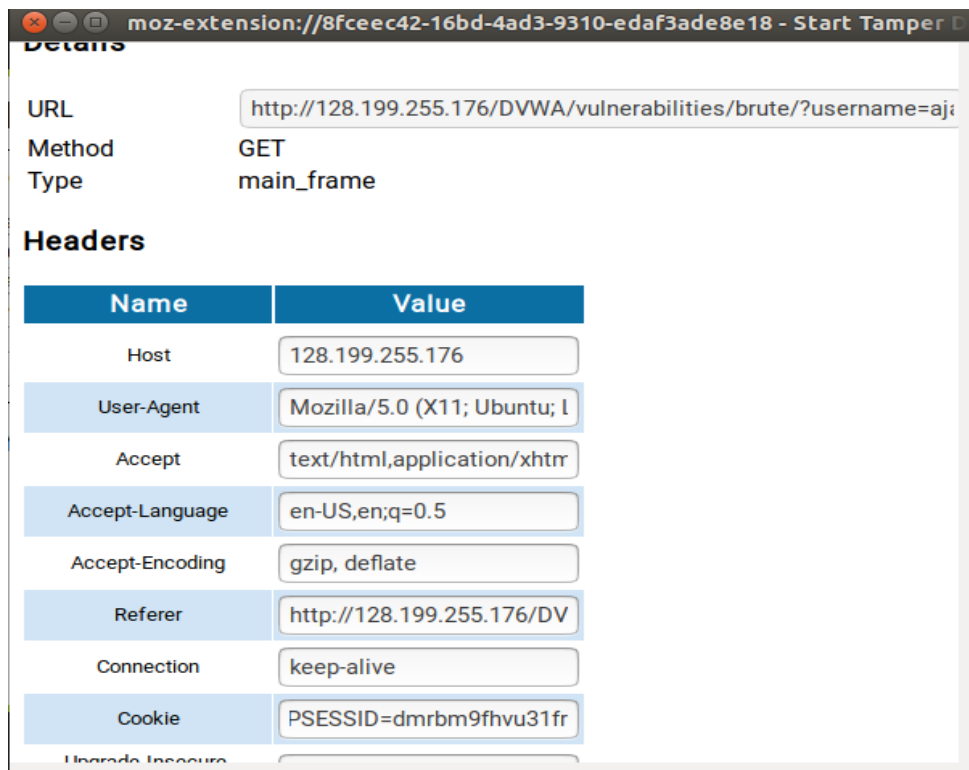 moz-extension://8fceec42-16bd-4ad3-9310-edaf3ade8e18 - Start Tamper D
Details
URL http://128.199.255.176/DVWA/vulnerabilities/brute/?username=aja
Method GET
Type main_frame
Headers
Name Value
Host 128.199.255.176
User-Agent Mozilla/5.0 (X11; Ubuntu; L
Accept text/html,application/xhtm
Accept-Language en-US,en;q=0.5
Accept-Encoding gzip, deflate
Referer http://128.199.255.176/DV
Connection keep-alive
Cookie PSESSID=dmrbm9fhvu31fr
Upgrade-Insecure